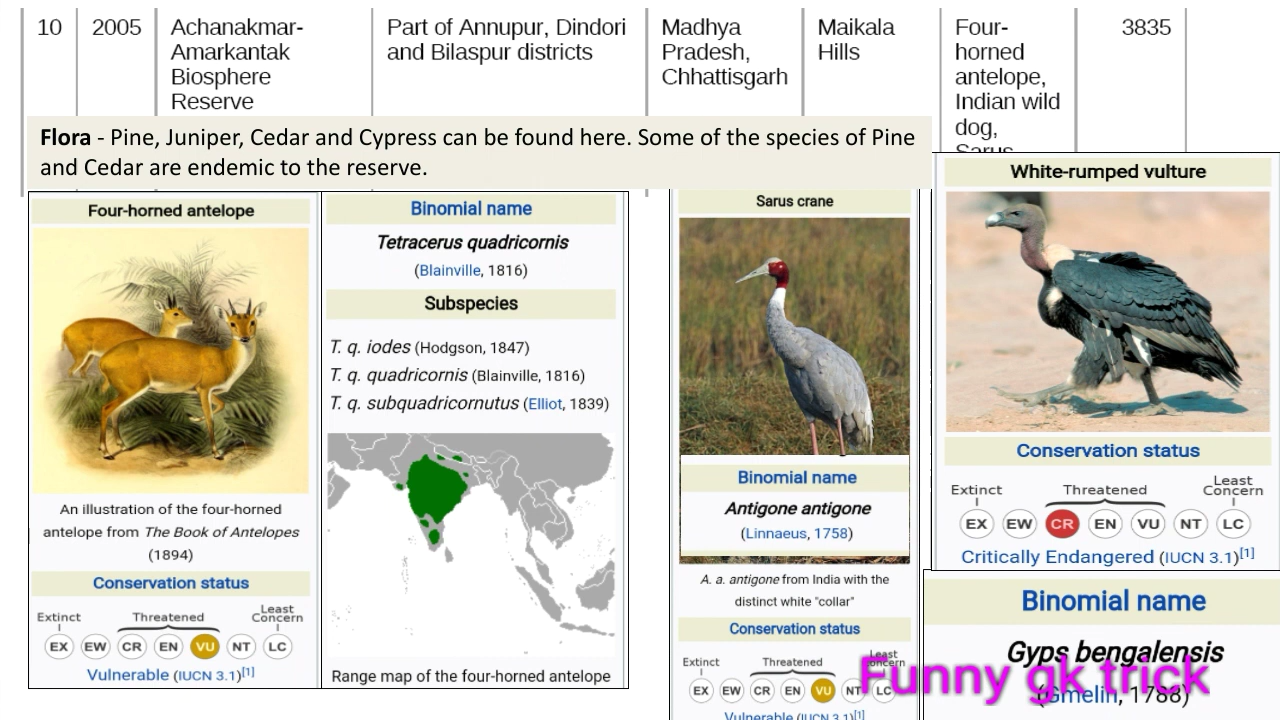 10
2005
Achanakmar-
Amarkantak
Biosphere
Reserve
Part of Annupur, Dindori
and Bilaspur districts
Madhya
Pradesh,
Chhattisgarh
Maikala
Hills
Four-
horned
antelope,
Indian wild
dog,
Sarus
3835
Flora - Pine, Juniper, Cedar and Cypress can be found here. Some of the species of Pine
and Cedar are endemic to the reserve.
Four-horned antelope
An illustration of the four-horned
antelope from The Book of Antelopes
(1894)
Conservation status
Extinct
Threatened
Least
Concern
EX EW CR EN VU NT LC
Vulnerable (IUCN 3.1)[1]
Binomial name
Tetracerus quadricornis
(Blainville, 1816)
Subspecies
T. q. iodes (Hodgson, 1847)
T. q. quadricornis (Blainville, 1816)
T. q. subquadricornutus (Elliot, 1839)
Range map of the four-horned antelope
Sarus crane
Binomial name
Antigone antigone
(Linnaeus, 1758)
A. a. antigone from India with the
distinct white "collar"
Conservation status
Extinct
Threatened
Least
Concern
EX EW CR EN VU NT LC
Vulnerable (IUCN 3.1)[1]
White-rumped vulture
Conservation status
Extinct
Threatened
Least
Concern
EX EW CR EN VU NT LC
Critically Endangered (IUCN 3.1)[1]
Binomial name
Gyps bengalensis
(Gmelin, 1788)
Funny gk trick